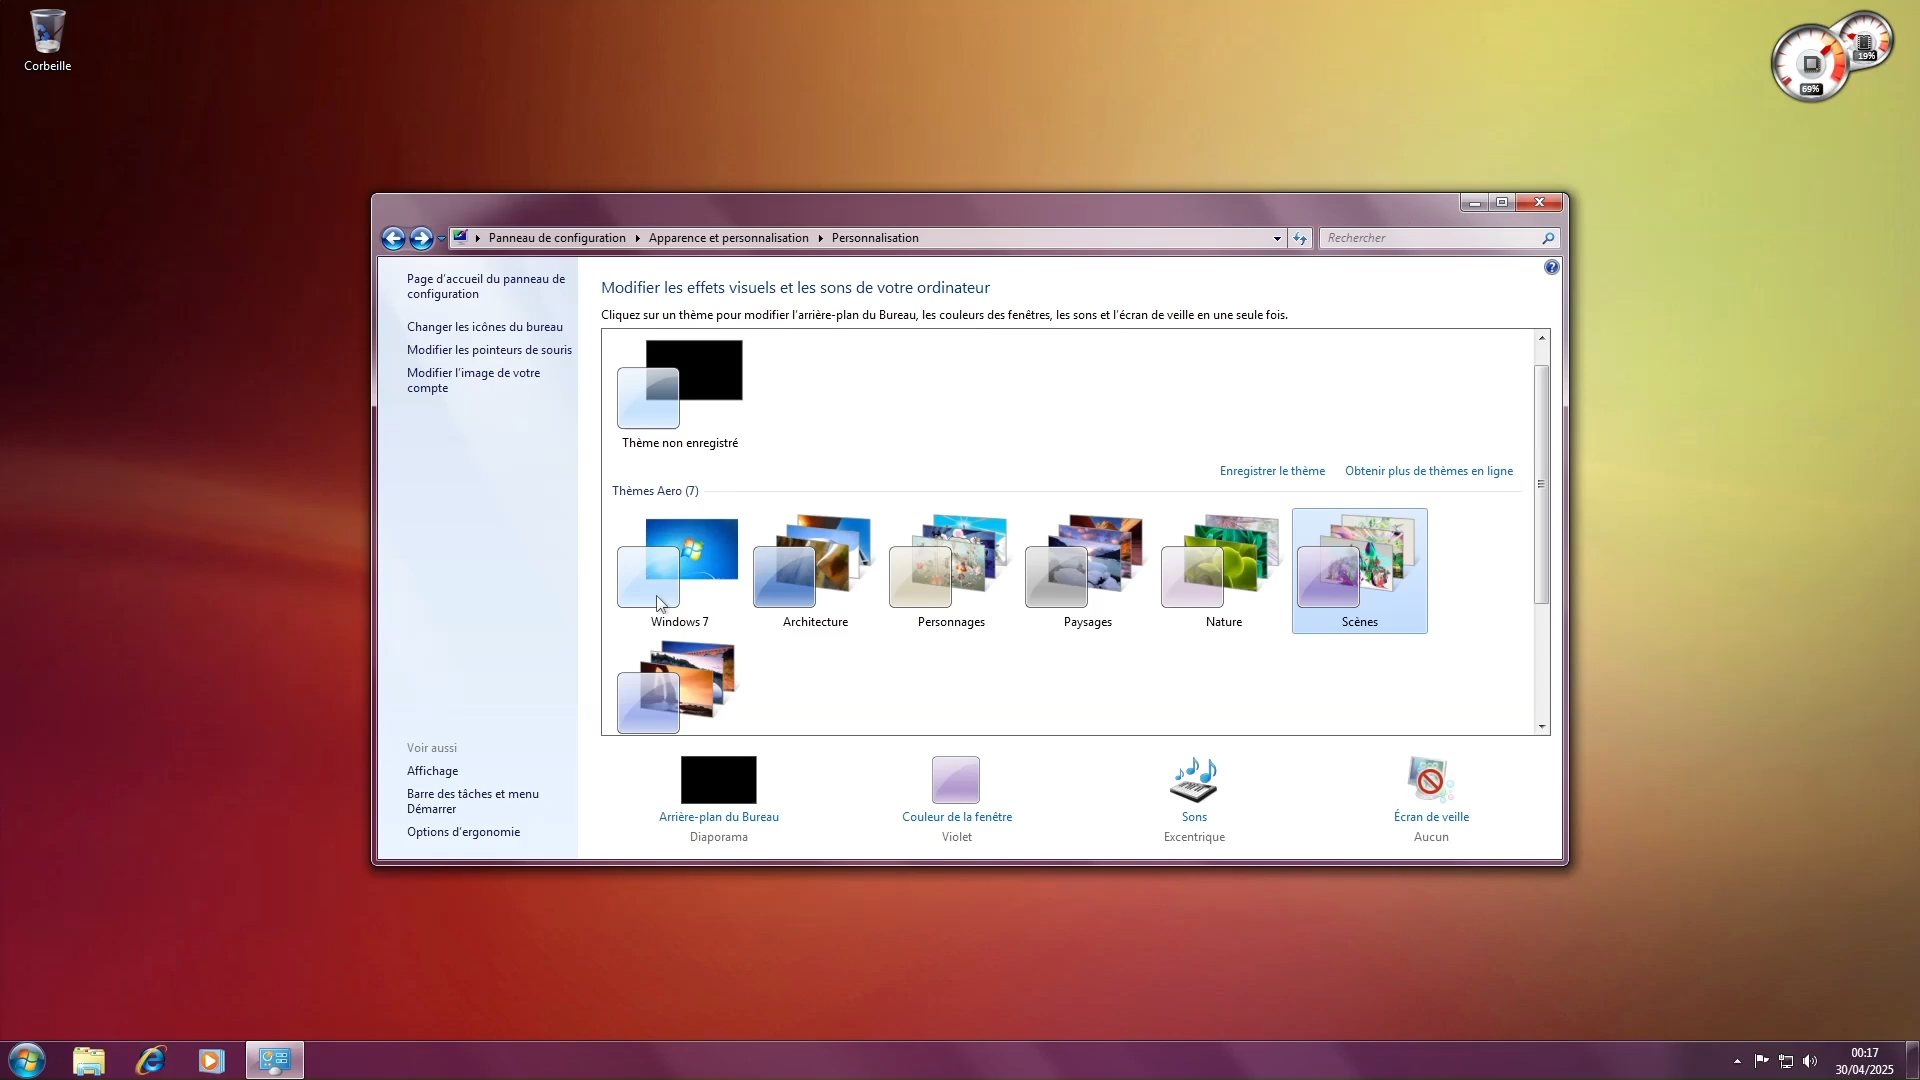 Corbeille
19%
69%
Panneau de configuration
Apparence et personnalisation
Personnalisation
Rechercher
Page d'accueil du panneau de
configuration
Changer les icônes du bureau
Modifier les pointeurs de souris
Modifier l'image de votre
compte
Modifier les effets visuels et les sons de votre ordinateur
Cliquez sur un thème pour modifier l'arrière-plan du Bureau, les couleurs des fenêtres, les sons et l'écran de veille en une seule fois.
Thème non enregistré
Enregistrer le thème
Obtenir plus de thèmes en ligne
Thèmes Aero (7)
Windows 7
Architecture
Personnages
Paysages
Nature
Scènes
Voir aussi
Affichage
Barre des tâches et menu
Démarrer
Options d'ergonomie
Arrière-plan du Bureau
Diaporama
Couleur de la fenêtre
Violet
Sons
Excentrique
Écran de veille
Aucun
00:17
30/04/2025